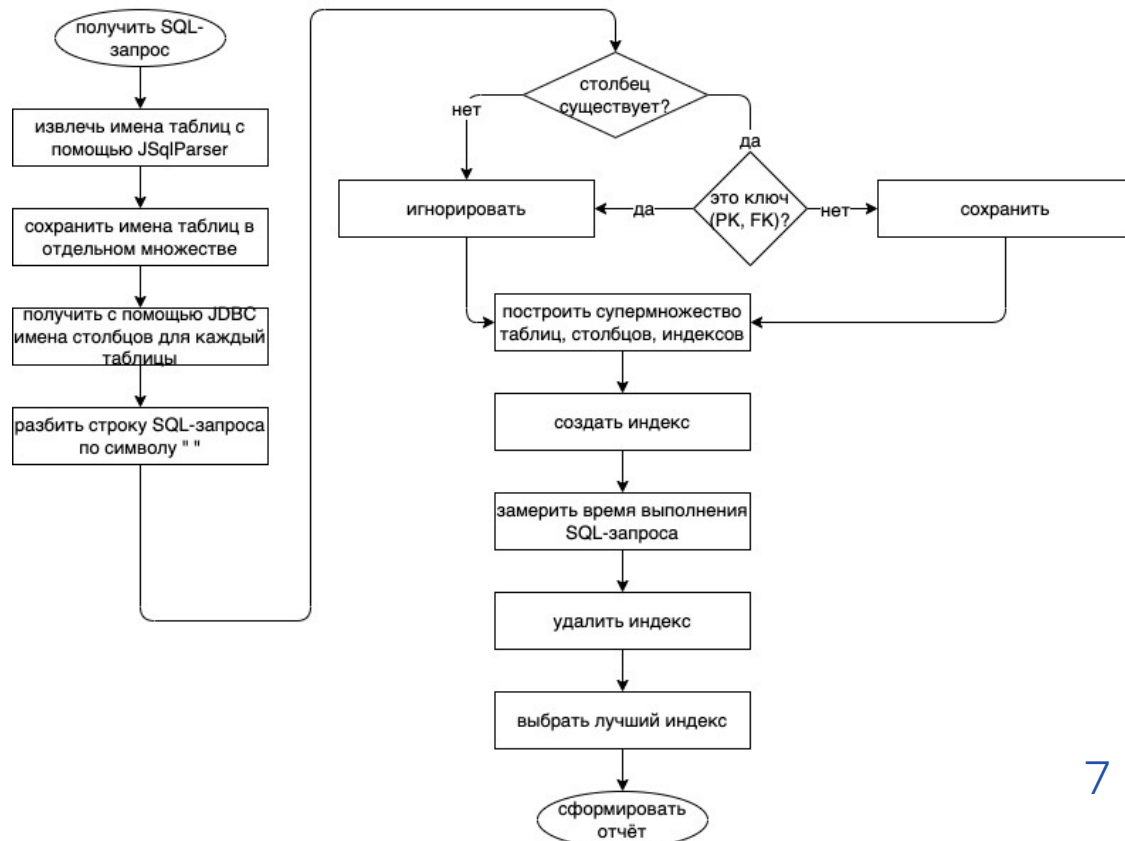 получить SQL-
запрос
извлечь имена таблиц с
помощью JSqlParser
сохранить имена таблиц в
отдельном множестве
получить с помощью JDBC
имена столбцов для каждый
таблицы
разбить строку SQL-запроса
по символу " "
столбец
существует?
нет
да
игнорировать
да
это ключ
(PK, FK)?
нет
сохранить
построить супермножество
таблиц, столбцов, индексов
создать индекс
замерить время выполнения
SQL-запроса
удалить индекс
выбрать лучший индекс
сформировать
отчёт
7